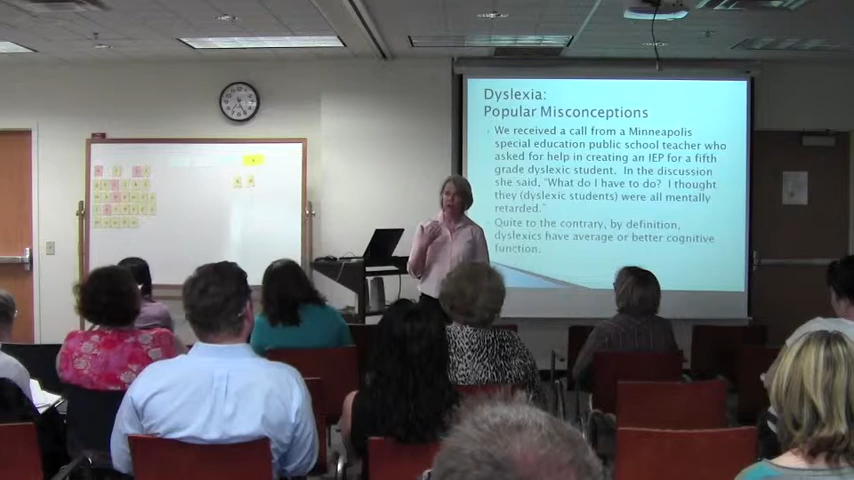 Dyslexia:
Popular Misconceptions
We received a call from a Minneapolis
special education public school teacher who
asked for help in creating an IEP for a fifth
grade dyslexic student. In the discussion
she said, "What do I have to do? I thought
they (dyslexic students) were all mentally
retarded."
Quite to the contrary, by definition,
dyslexics have average or better cognitive
function.